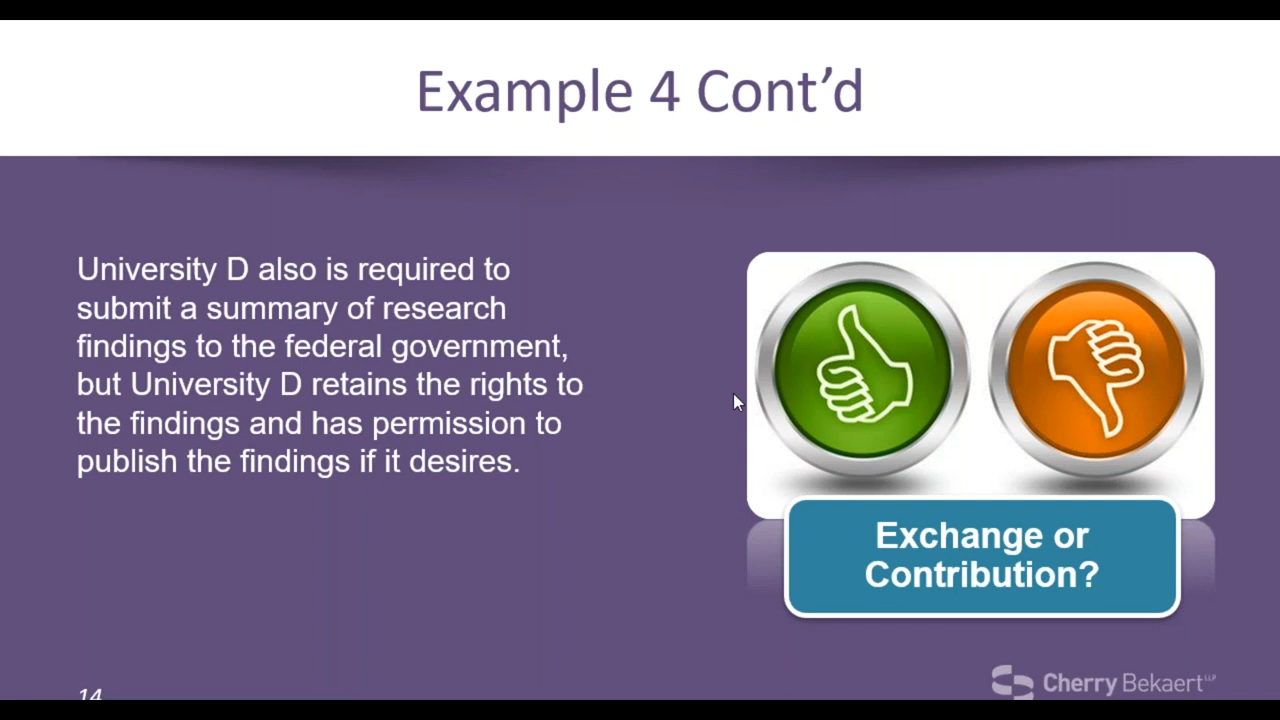 Example 4 Cont’d
University D also is required to
submit a summary of research
findings to the federal government,
but University D retains the rights to
the findings and has permission to
publish the findings if it desires.
Exchange or
Contribution?
14
Cherry Bekaert LLP